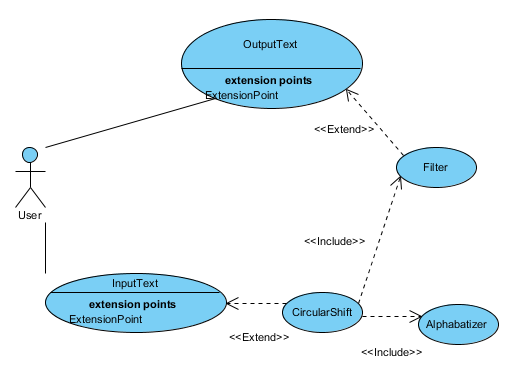 OutputText
extension points
ExtensionPoint
<<Extend>>
Filter
User
<<Include>>
InputText
extension points
ExtensionPoint
CircularShift
<<Extend>>
Alphabatizer
<<Include>>